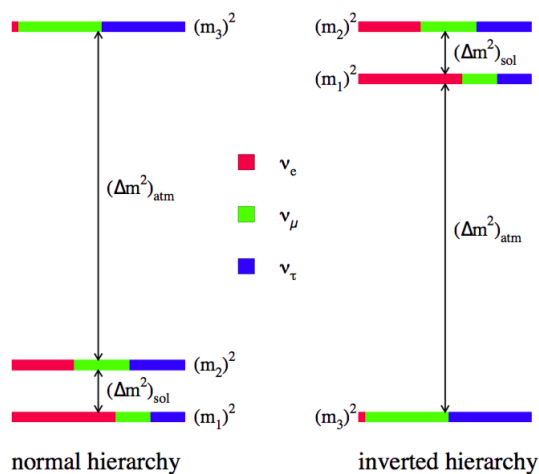 (m₃)²
(m₂)²
(Δm²)sol
(m₁)²
νe
(Δm²)atm
νμ
(Δm²)atm
ντ
(m₂)²
(Δm²)sol
(m₁)²
(m₃)²
normal hierarchy
inverted hierarchy